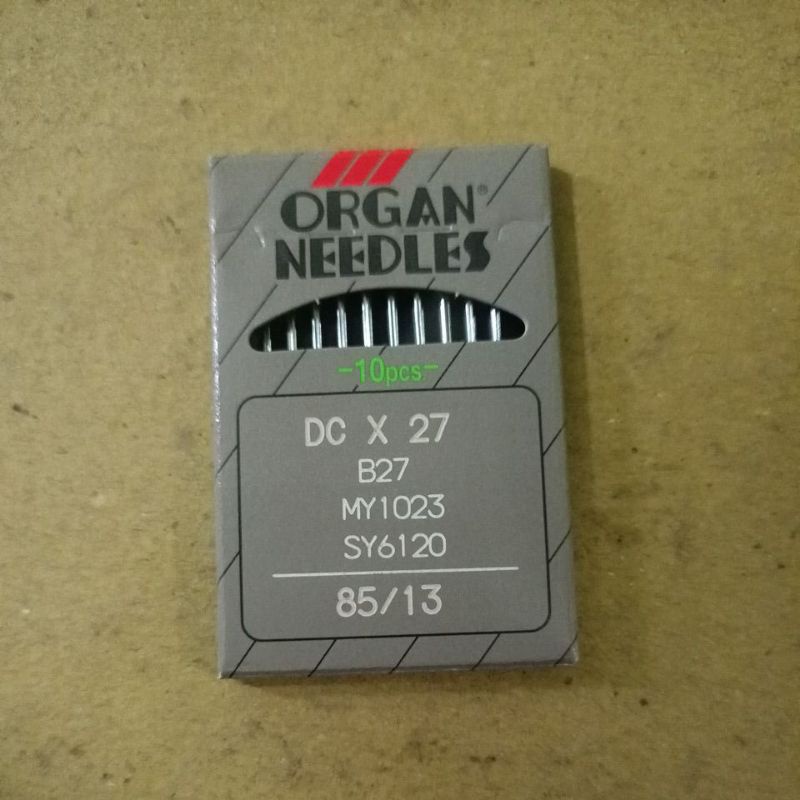 ORGAN®
NEEDLES
-10pcs-
DC X 27
B27
MY1023
SY6120
85/13